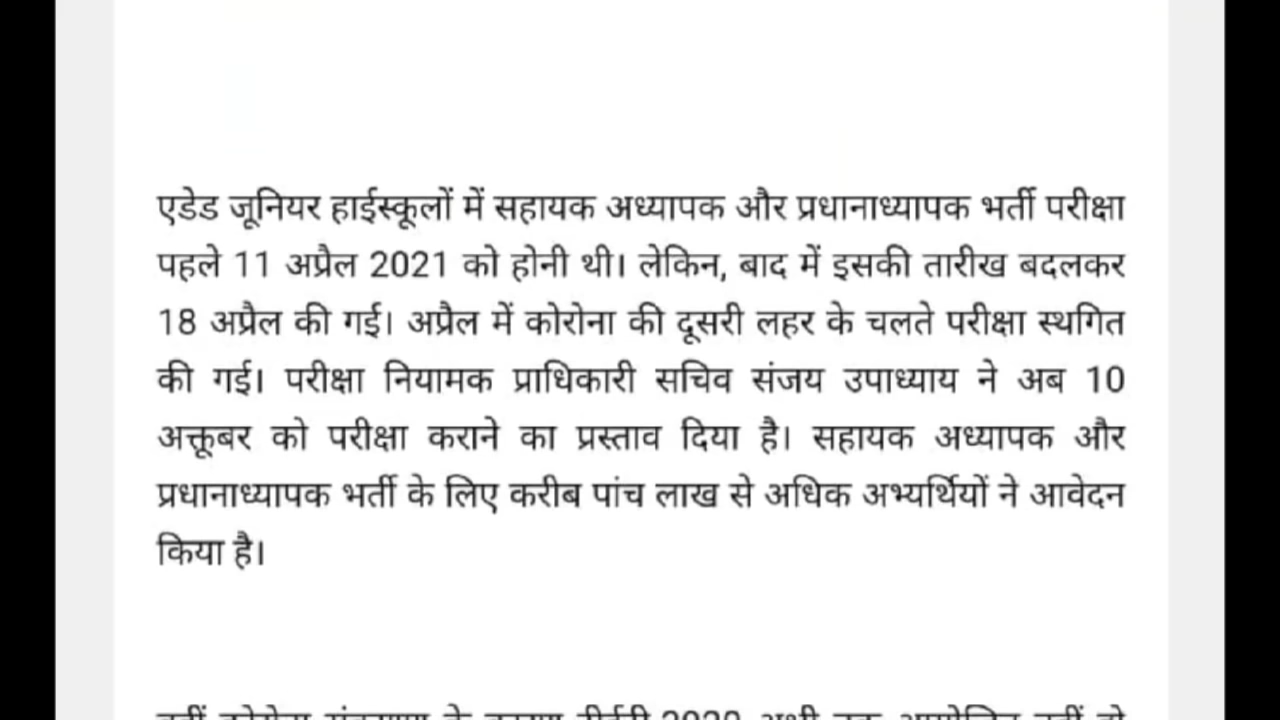 एडेड जूनियर हाईस्कूलों में सहायक अध्यापक और प्रधानाध्यापक भर्ती परीक्षा
पहले 11 अप्रैल 2021 को होनी थी। लेकिन, बाद में इसकी तारीख बदलकर
18 अप्रैल की गई। अप्रैल में कोरोना की दूसरी लहर के चलते परीक्षा स्थगित
की गई। परीक्षा नियामक प्राधिकारी सचिव संजय उपाध्याय ने अब 10
अक्तूबर को परीक्षा कराने का प्रस्ताव दिया है। सहायक अध्यापक और
प्रधानाध्यापक भर्ती के लिए करीब पांच लाख से अधिक अभ्यर्थियों ने आवेदन
किया है।